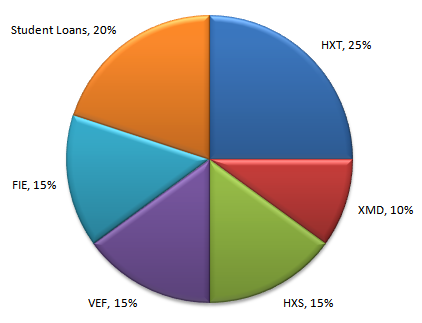 Student Loans, 20%
HXT, 25%
FIE, 15%
XMD, 10%
VEF, 15%
HXS, 15%